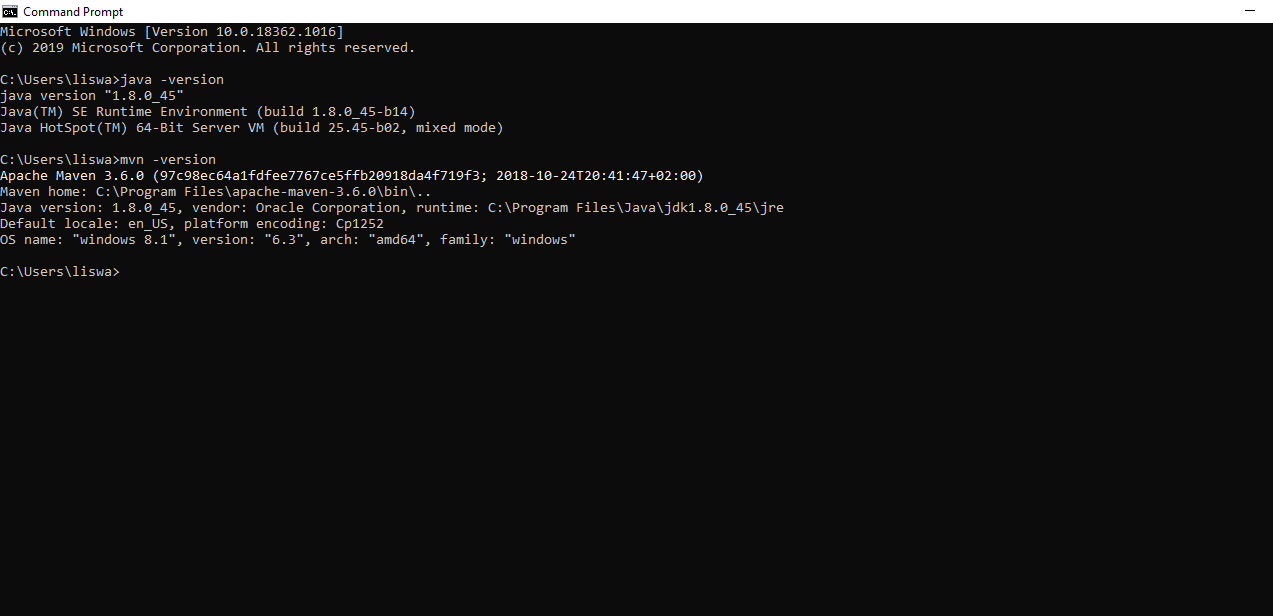 Command Prompt
Microsoft Windows [Version 10.0.18362.1016]
(c) 2019 Microsoft Corporation. All rights reserved.
C:\Users\liswa>java -version
java version "1.8.0_45"
Java(TM) SE Runtime Environment (build 1.8.0_45-b14)
Java HotSpot(TM) 64-Bit Server VM (build 25.45-b02, mixed mode)
C:\Users\liswa>mvn -version
Apache Maven 3.6.0 (97c98ec64a1fdfee7767ce5ffb20918da4f719f3; 2018-10-24T20:41:47+02:00)
Maven home: C:\Program Files\apache-maven-3.6.0\bin\..
Java version: 1.8.0_45, vendor: Oracle Corporation, runtime: C:\Program Files\Java\jdk1.8.0_45\jre
Default locale: en_US, platform encoding: Cp1252
OS name: "windows 8.1", version: "6.3", arch: "amd64", family: "windows"
C:\Users\liswa>